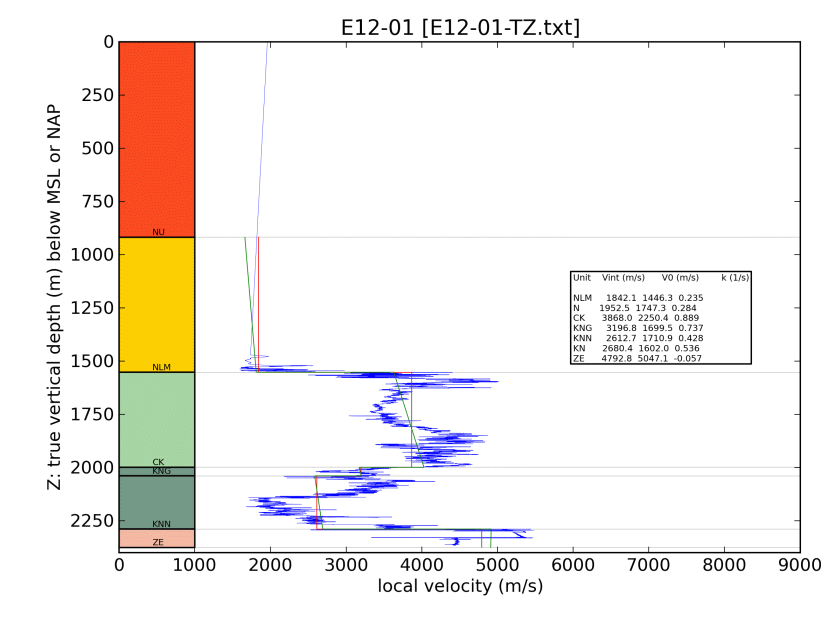 E12-01 [E12-01-TZ.txt]
0
250
500
750
1000
1250
1500
1750
2000
2250
Z: true vertical depth (m) below MSL or NAP
NU
NLM
CK
KNG
KNN
ZE
Unit Vint (m/s) V0 (m/s) k (1/s)
NLM 1842.1 1446.3 0.235
N 1952.5 1747.3 0.284
CK 3868.0 2250.4 0.889
KNG 3196.8 1699.5 0.737
KNN 2612.7 1710.9 0.428
KN 2680.4 1602.0 0.536
ZE 4792.8 5047.1 -0.057
0 1000 2000 3000 4000 5000 6000 7000 8000 9000
local velocity (m/s)